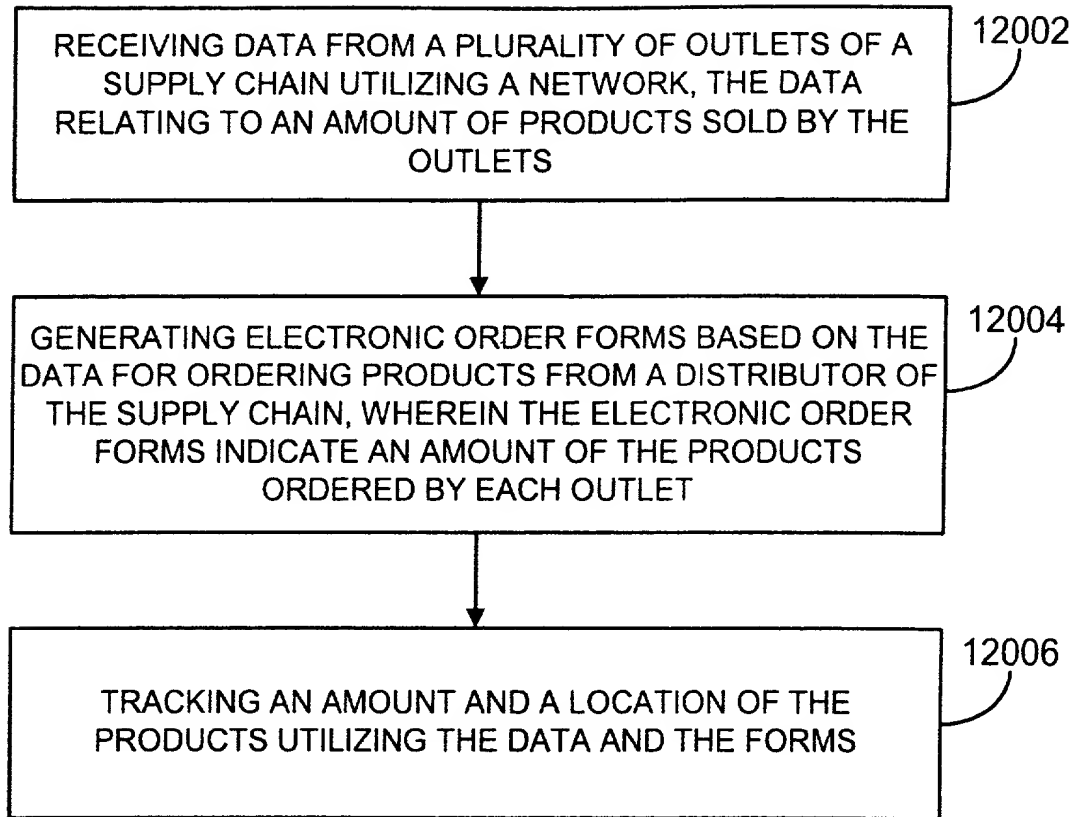 RECEIVING DATA FROM A PLURALITY OF OUTLETS OF A
SUPPLY CHAIN UTILIZING A NETWORK, THE DATA
RELATING TO AN AMOUNT OF PRODUCTS SOLD BY THE
OUTLETS
12002
GENERATING ELECTRONIC ORDER FORMS BASED ON THE
DATA FOR ORDERING PRODUCTS FROM A DISTRIBUTOR OF
THE SUPPLY CHAIN, WHEREIN THE ELECTRONIC ORDER
FORMS INDICATE AN AMOUNT OF THE PRODUCTS
ORDERED BY EACH OUTLET
12004
TRACKING AN AMOUNT AND A LOCATION OF THE
PRODUCTS UTILIZING THE DATA AND THE FORMS
12006